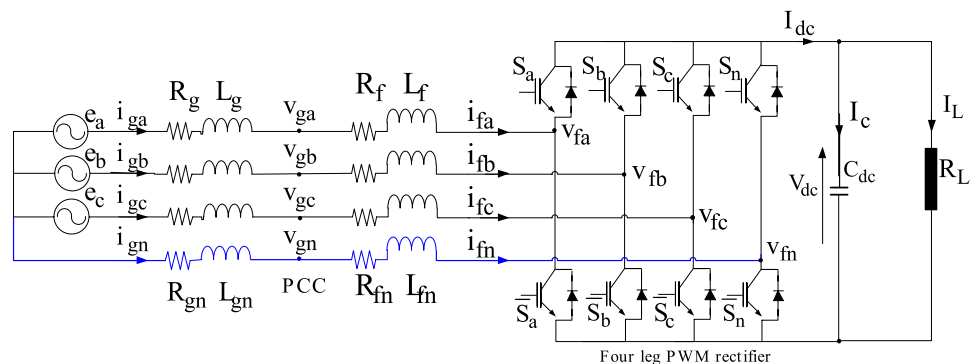 I_dc
S_a S_b S_c S_n
R_g L_g v_ga R_f L_f
e_a i_ga i_fa v_fa
I_c I_L
e_b i_gb v_gb i_fb v_fb
V_dc C_dc R_L
e_c i_gc v_gc i_fc v_fc
i_gn v_gn i_fn v_fn
R_gn L_gn PCC R_fn L_fn
S̅_a S̅_b S̅_c S̅_n
Four leg PWM rectifier